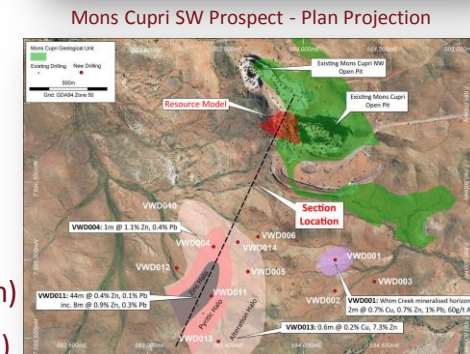 Mons Cupri SW Prospect - Plan Projection
Mons Cupri Geological Unit
Existing Drilling
New Drilling
500m
Grid: GDA94 Zone 50
Existing Mons Cupri NW
Open Pit
Existing Mons Cupri
Open Pit
Resource Model
Section
Location
VWD010
VWD004: 1m @ 1.1% Zn, 0.4% Pb
VWD006
VWD004
VWD014
VWD001
VWD012
VWD005
VWD003
VWD002
VWD011: 44m @ 0.4% Zn, 0.1% Pb
inc. 8m @ 0.9% Zn, 0.3% Pb
VWD011
Pyritic Halo
Alteration Halo
VWD001: Whim Creek mineralised horizon
2m @ 0.7% Cu, 0.7% Zn, 1% Pb, 60g/t A
VWD013: 0.6m @ 0.2% Cu, 7.3% Zn
VWD013
)